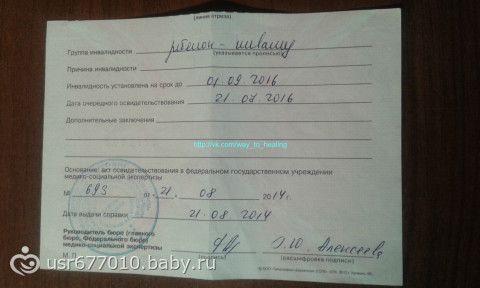 (линия отреза)
Группа инвалидности ребенок - инвалид
(указывается прописью)
Причина инвалидности
Инвалидность установлена на срок до 01.09.2016
Дата очередного освидетельствования 21.07.2016
Дополнительные заключения
http://vk.com/way_to_healing
Основание: акт освидетельствования в федеральном государственном учреждении
медико-социальной экспертизы
№ 693 от 21. 08 2014 г.
Дата выдачи справки 21.08.2014
Руководитель бюро (главного
бюро, Федерального бюро)
медико-социальной экспертизы
Алексеева
М.П. (подпись) (расшифровка подписи)
usr677010.baby.ru